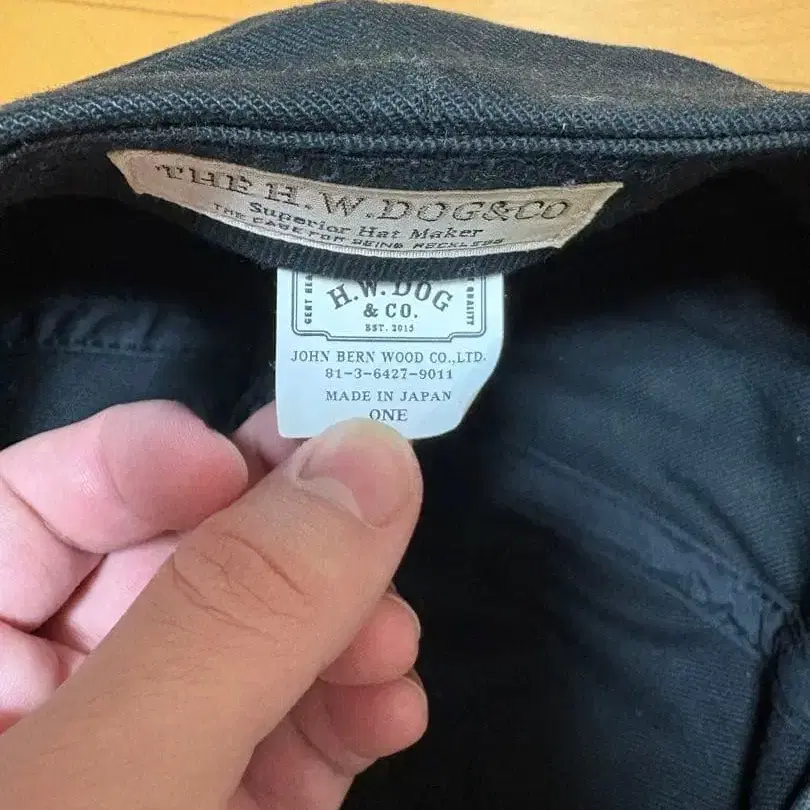 THE H.W.DOG&CO
Superior Hat Maker
THE CASE FOR BEING RECKLESS
H.W.DOG
& CO.
EST. 2015
QUALITY
JOHN BERN WOOD CO.,LTD.
81-3-6427-9011
MADE IN JAPAN
ONE